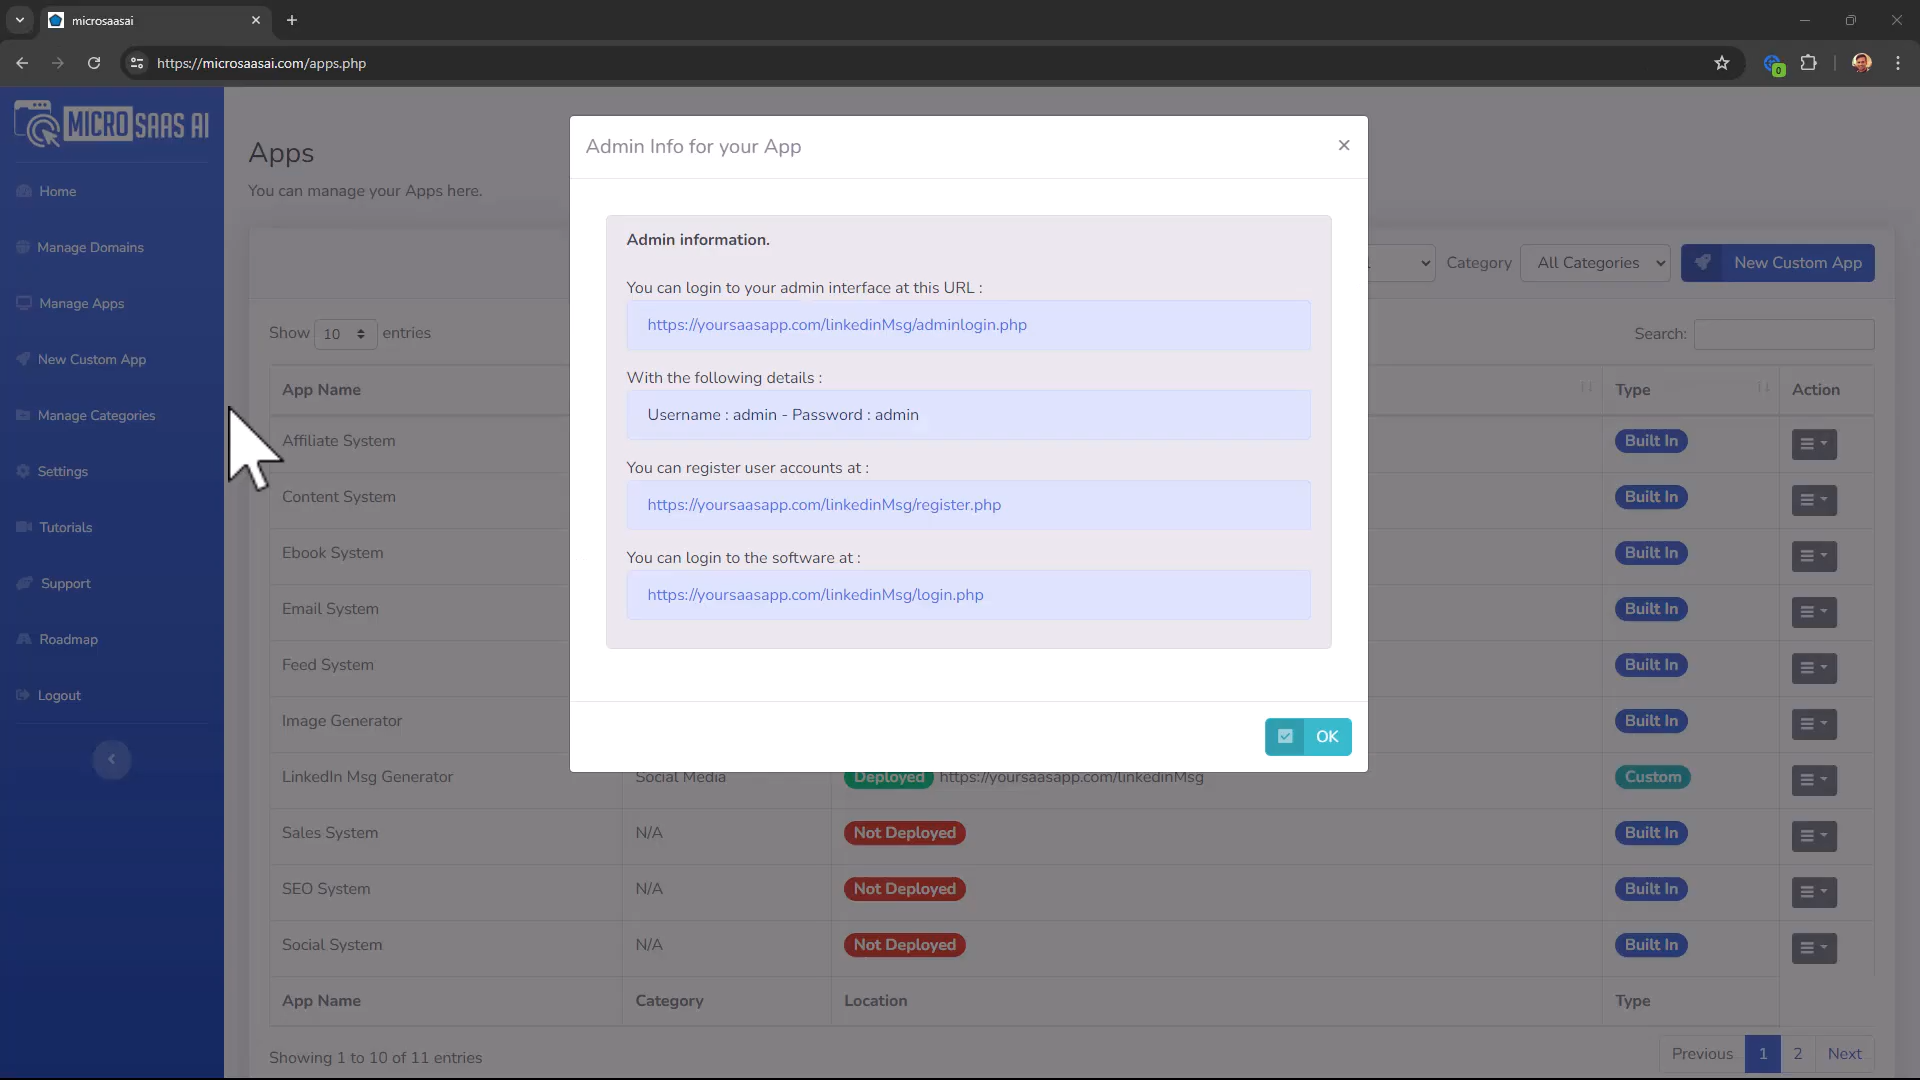 microsaasai
https://microsaasai.com/apps.php
0
MICRO SAAS AI
Home
Manage Domains
Manage Apps
New Custom App
Manage Categories
Settings
Tutorials
Support
Roadmap
Logout
Apps
You can manage your Apps here.
Category All Categories New Custom App
Show 10 entries Search:
App Name Type Action
Affiliate System Built In
Content System Built In
Ebook System Built In
Email System Built In
Feed System Built In
Image Generator Built In
LinkedIn Msg Generator Social Media Deployed https://yoursaasapp.com/linkedinMsg Custom
Sales System N/A Not Deployed Built In
SEO System N/A Not Deployed Built In
Social System N/A Not Deployed Built In
App Name Category Location Type
Showing 1 to 10 of 11 entries Previous 1 2 Next
Admin Info for your App
Admin information.
You can login to your admin interface at this URL :
https://yoursaasapp.com/linkedinMsg/adminlogin.php
With the following details :
Username : admin - Password : admin
You can register user accounts at :
https://yoursaasapp.com/linkedinMsg/register.php
You can login to the software at :
https://yoursaasapp.com/linkedinMsg/login.php
OK